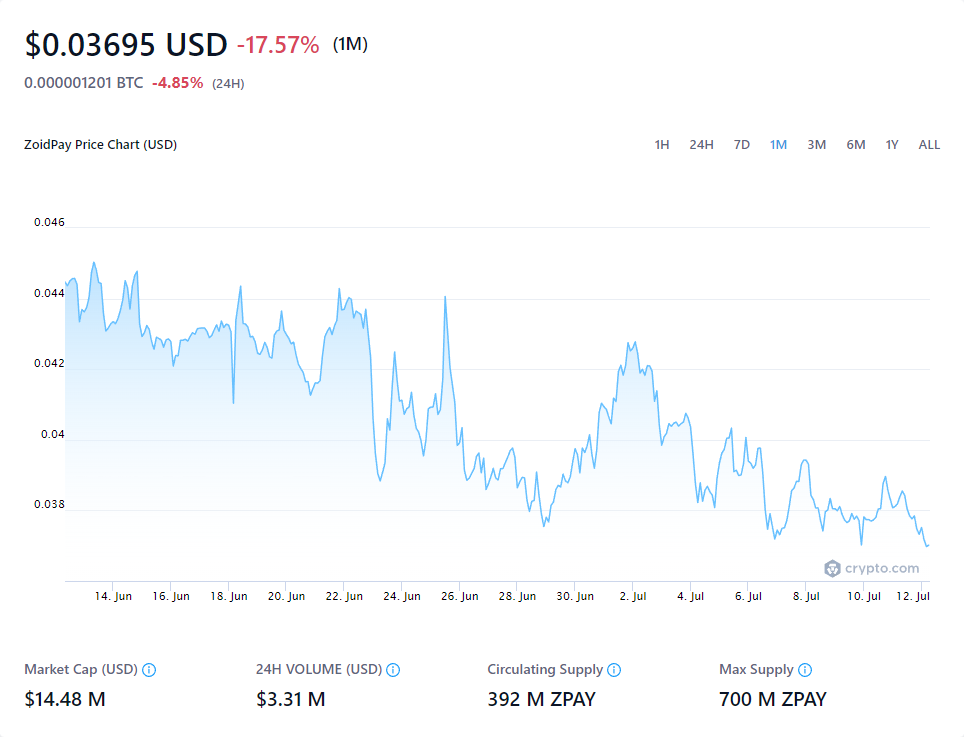 $0.03695 USD -17.57% (1M)
0.000001201 BTC -4.85% (24H)
ZoidPay Price Chart (USD) 1H 24H 7D 1M 3M 6M 1Y ALL
0.046
0.044
0.042
0.04
0.038
crypto.com
14. Jun 16. Jun 18. Jun 20. Jun 22. Jun 24. Jun 26. Jun 28. Jun 30. Jun 2. Jul 4. Jul 6. Jul 8. Jul 10. Jul 12. Jul
Market Cap (USD) 24H VOLUME (USD) Circulating Supply Max Supply
$14.48 M $3.31 M 392 M ZPAY 700 M ZPAY